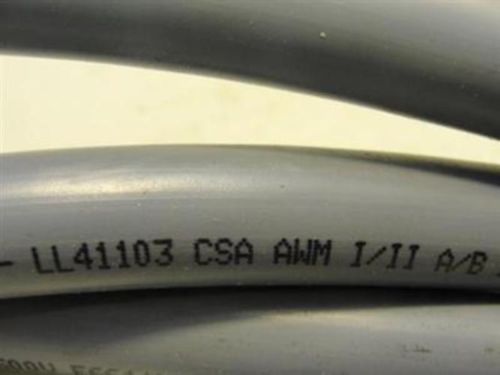 - LL41103 CSA AWM I/II A/B